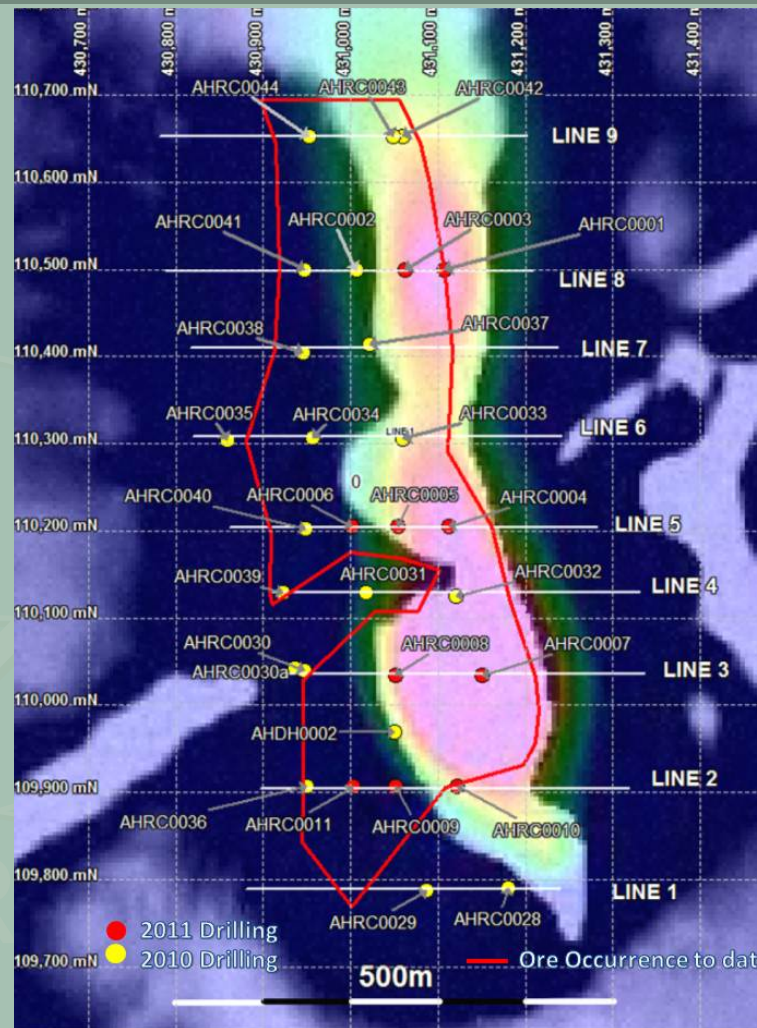 430,700 mE
430,800 mE
430,900 mE
431,000 mE
431,100 mE
431,200 mE
431,300 mE
431,400 mE
110,700 mN
AHRC0044
AHRC0043
AHRC0042
LINE 9
110,600 mN
AHRC0041
AHRC0002
AHRC0003
AHRC0001
110,500 mN
LINE 8
AHRC0038
AHRC0037
LINE 7
110,400 mN
AHRC0035
AHRC0034
LINE 1
AHRC0033
LINE 6
110,300 mN
0
AHRC0040
AHRC0006
AHRC0005
AHRC0004
110,200 mN
LINE 5
AHRC0039
AHRC0031
AHRC0032
LINE 4
110,100 mN
AHRC0030
AHRC0030a
AHRC0008
AHRC0007
LINE 3
110,000 mN
AHDH0002
LINE 2
109,900 mN
AHRC0036
AHRC0011
AHRC0009
AHRC0010
109,800 mN
LINE 1
AHRC0029
AHRC0028
2011 Drilling
2010 Drilling
Ore Occurrence to dat
109,700 mN
500m